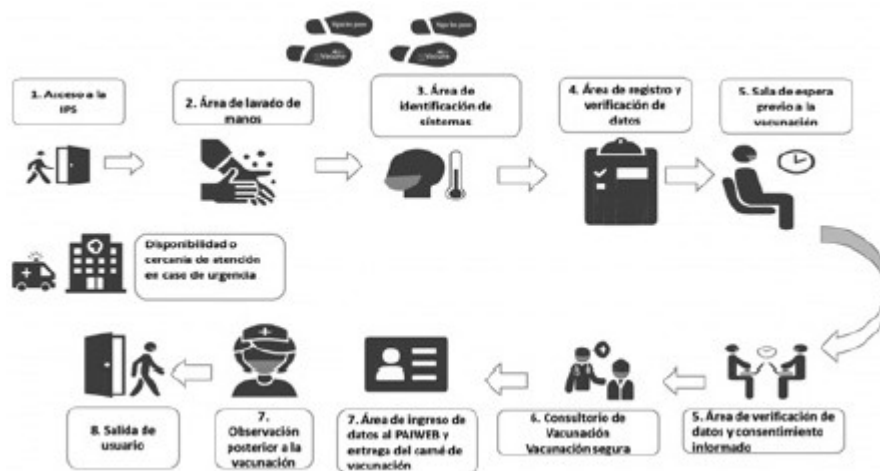 1. Acceso a la
IPS
2. Área de lavado de
manos
3. Área de
identificación de
sístemas
4. Área de registro y
verificación de
datos
5. Sala de espera
previo a la
vacunación
Disponibilidad o
cercanía de atención
en caso de urgencia
8. Salida de
usuario
7.
Observación
posterior a la
vacunación
7. Área de ingreso de
datos al PAIWEB y
entrega del carné de
vacunación
6. Consultorio de
Vacunación
Vacunación segura
5. Área de verificación de
datos y consentimiento
informado